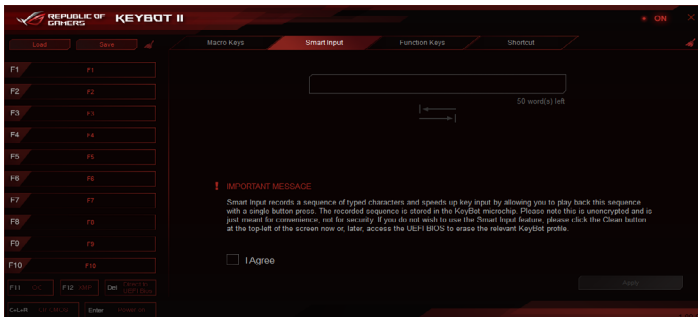 REPUBLIC OF GAMERS KEYBOT II
ON
Load Save
Macro Keys Smart Input Function Keys Shortcut
F1 F1
F2 F2
F3 F3
F4 F4
F5 F5
F6 F6
F7 F7
F8 F8
F9 F9
F10 F10
F11 F12 XMP Del
C+L+R Enter
50 word(s) left
! IMPORTANT MESSAGE
Smart Input records a sequence of typed characters and speeds up key input by allowing you to play back this sequence
with a single button press. The recorded sequence is stored in the KeyBot microchip. Please note this is unencrypted and is
just meant for convenience, not for security. If you do not wish to use the Smart Input feature, please click the Clean button
at the top-left of the screen now or, later, access the UEFI BIOS to erase the relevant KeyBot profile.
I Agree
Apply